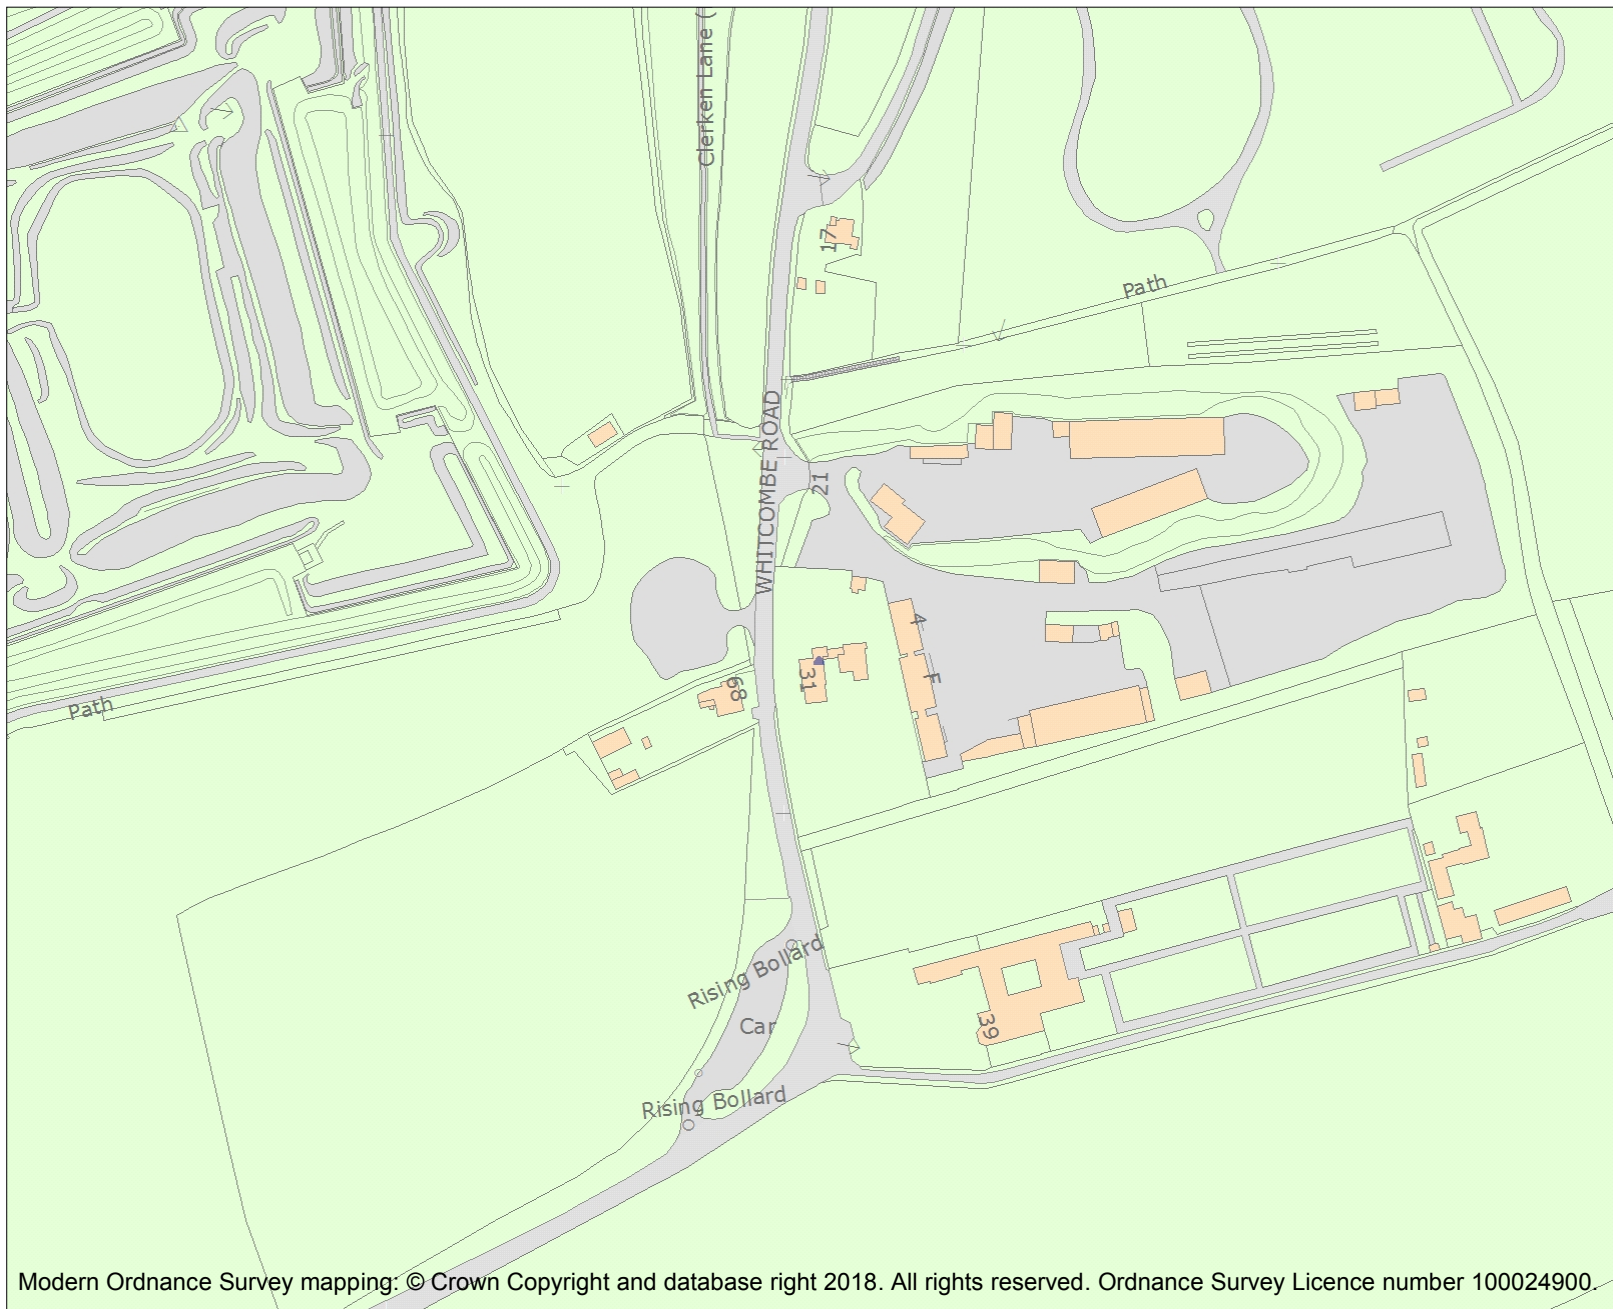 Clerken Lane (
17
Path
WHITCOMBE ROAD
21
4
F
31
68
Path
Rising Bollard
Car
39
Rising Bollard
Modern Ordnance Survey mapping: © Crown Copyright and database right 2018. All rights reserved. Ordnance Survey Licence number 100024900.